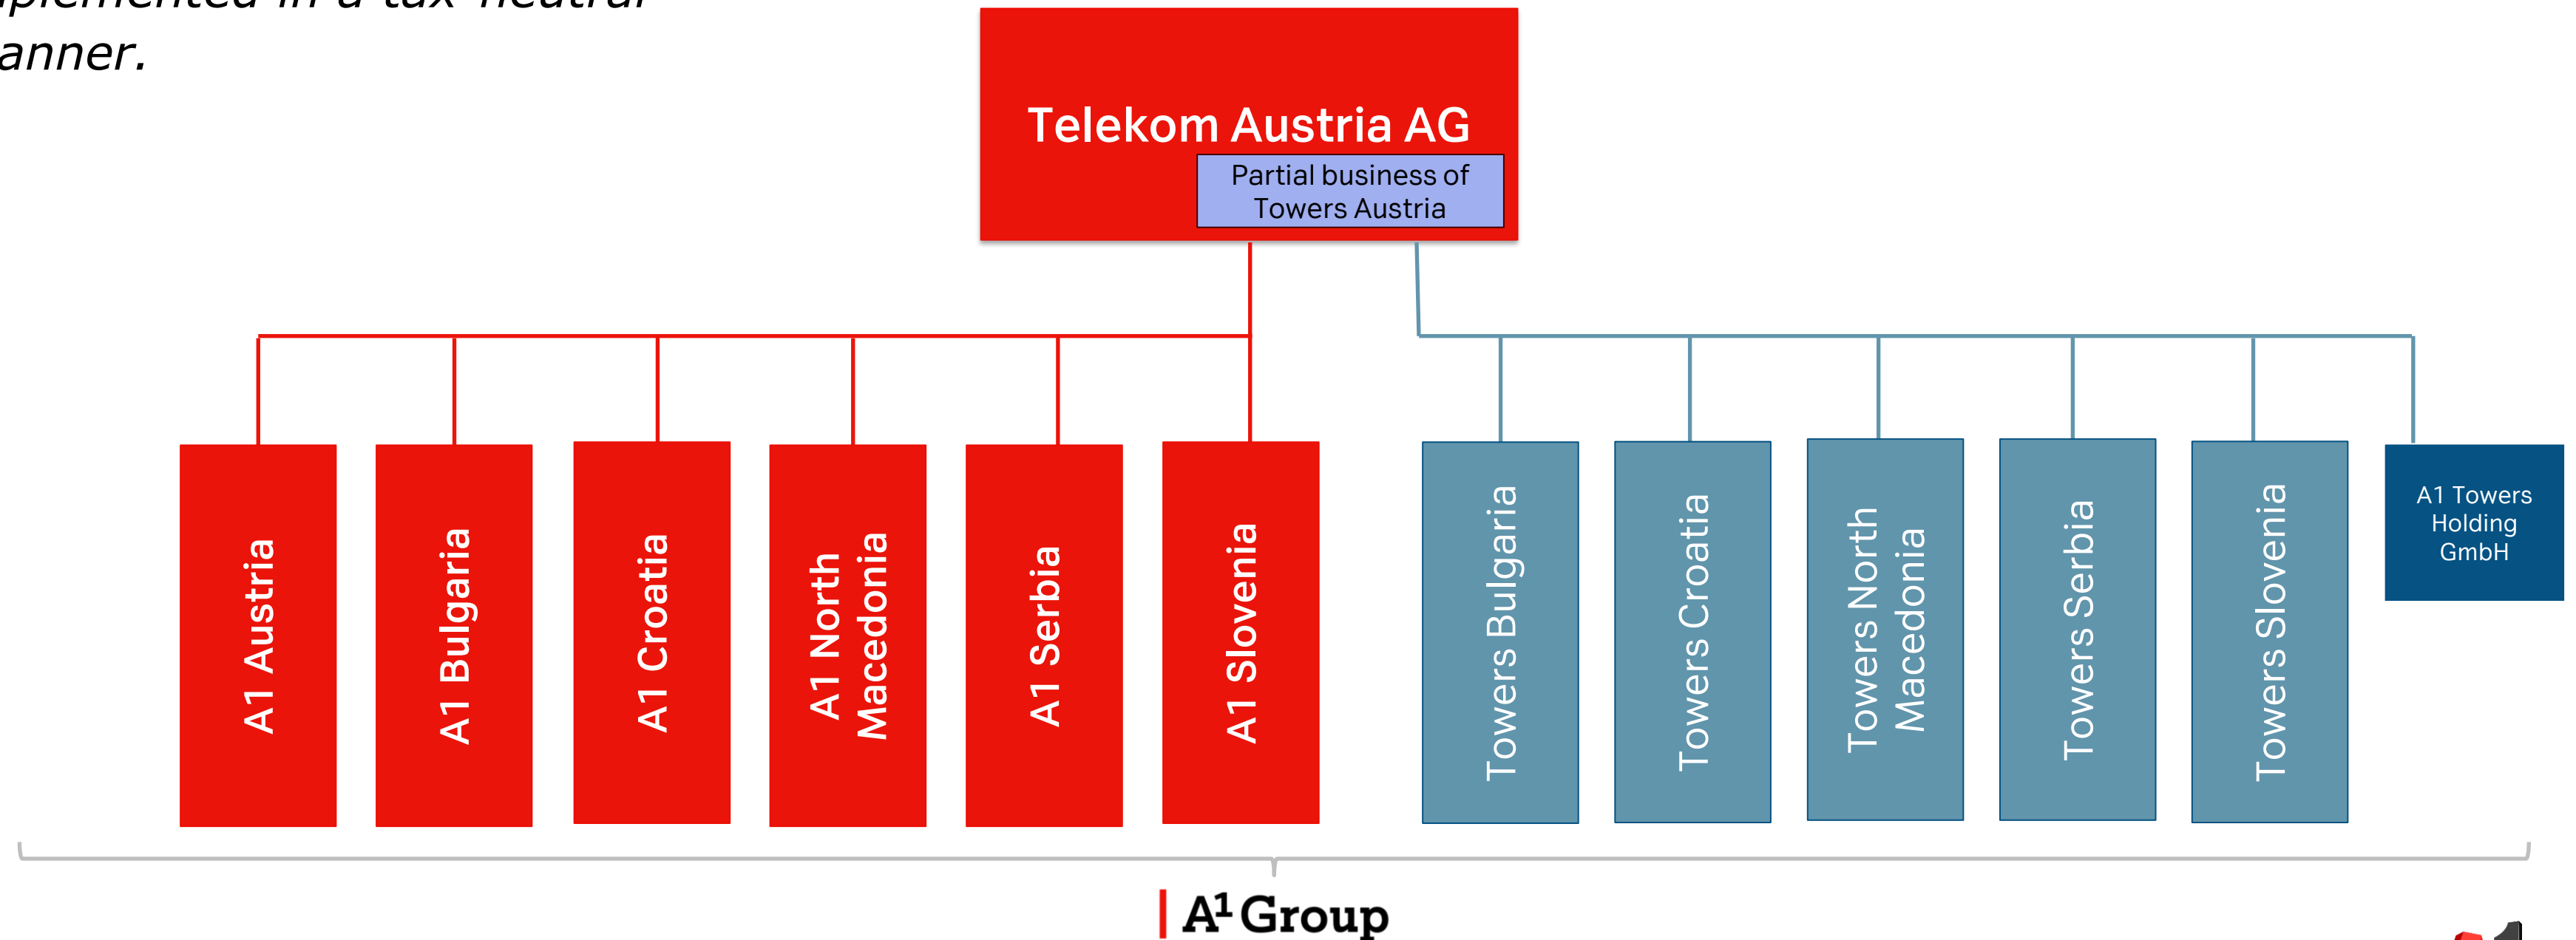 anner.
Telekom Austria AG
Partial business of
Towers Austria
A1 Austria
A1 Bulgaria
A1 Croatia
A1 North
Macedonia
A1 Serbia
A1 Slovenia
Towers Bulgaria
Towers Croatia
Towers North
Macedonia
Towers Serbia
Towers Slovenia
A1 Towers
Holding
GmbH
A1 Group